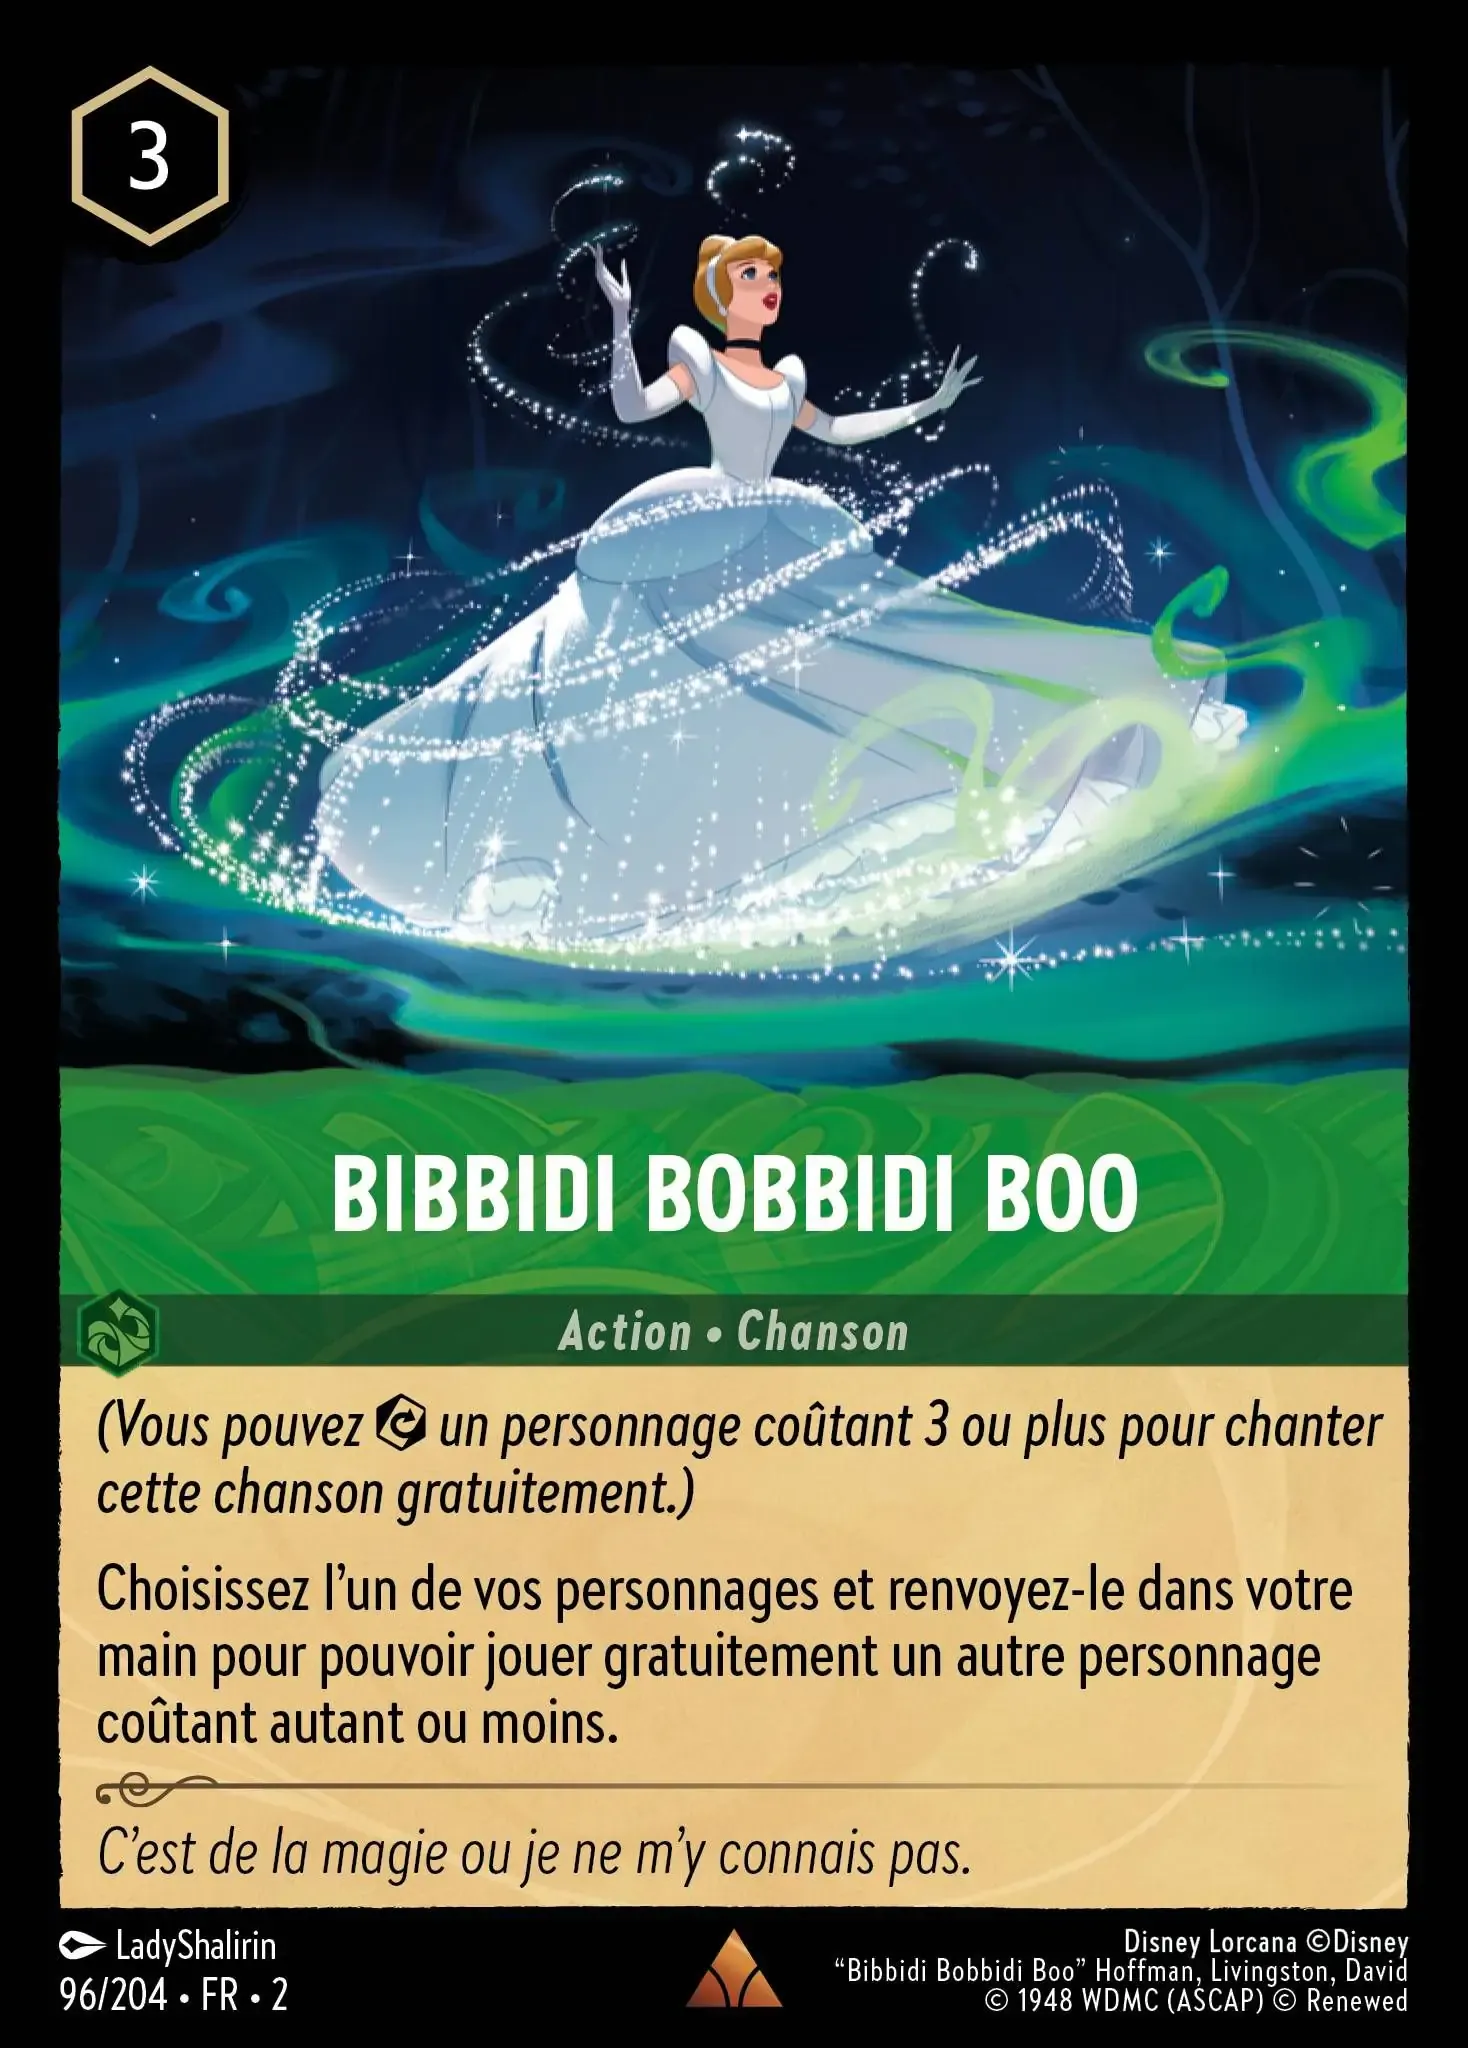 3
BIBBIDI BOBBIDI BOO
Action • Chanson
(Vous pouvez un personnage coûtant 3 ou plus pour chanter
cette chanson gratuitement.)
Choisissez l’un de vos personnages et renvoyez-le dans votre
main pour pouvoir jouer gratuitement un autre personnage
coûtant autant ou moins.
C’est de la magie ou je ne m’y connais pas.
LadyShalirin
96/204 • FR • 2
Disney Lorcana ©Disney
“Bibbidi Bobbidi Boo” Hoffman, Livingston, David
© 1948 WDMC (ASCAP) © Renewed